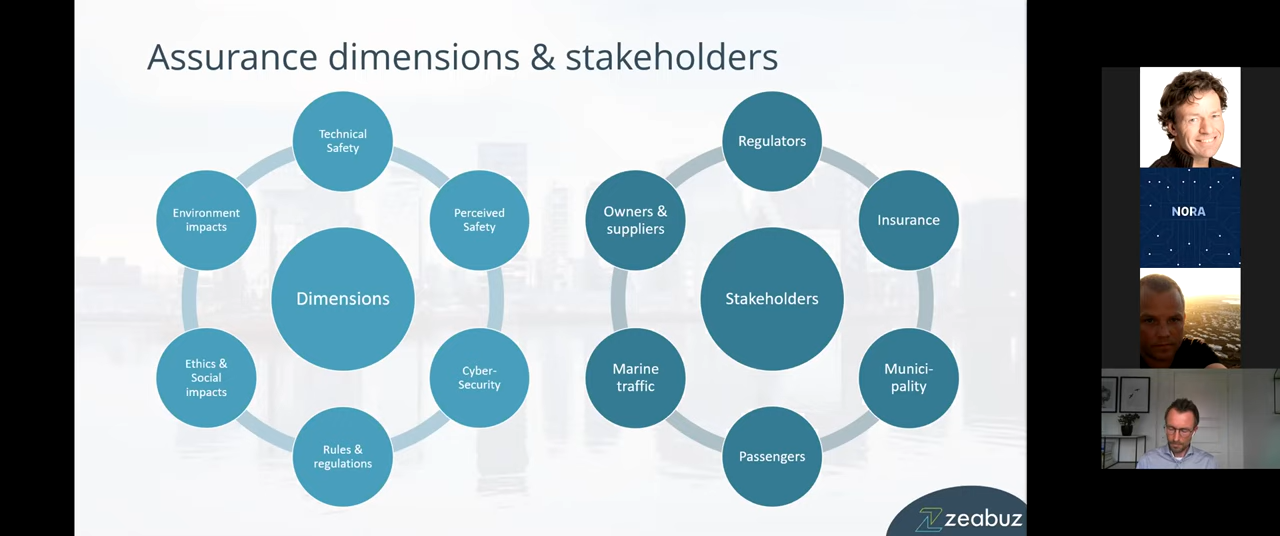 Assurance dimensions & stakeholders
Technical
Safety
Perceived
Safety
Cyber-
Security
Rules &
regulations
Ethics &
Social
impacts
Environment
impacts
Dimensions
Regulators
Insurance
Munici-
pality
Passengers
Marine
traffic
Owners &
suppliers
Stakeholders
zeabuz
NORA